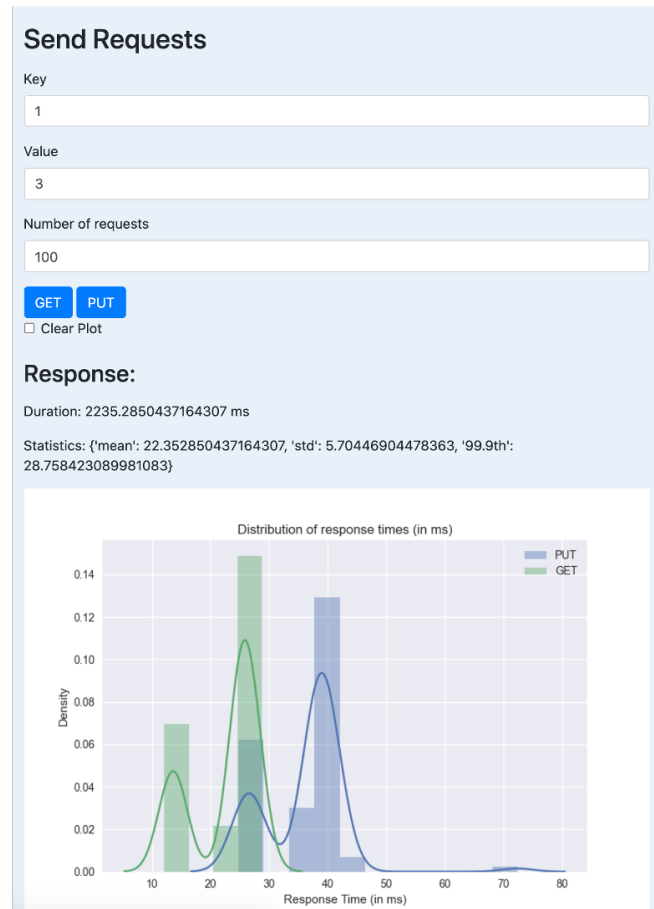 Send Requests
Key
1
Value
3
Number of requests
100
GET PUT
Clear Plot
Response:
Duration: 2235.2850437164307 ms
Statistics: {'mean': 22.352850437164307, 'std': 5.70446904478363, '99.9th':
28.758423089981083}
Distribution of response times (in ms)
PUT
GET
0.14
0.12
0.10
0.08
0.06
0.04
0.02
0.00
Density
10 20 30 40 50 60 70 80
Response Time (in ms)